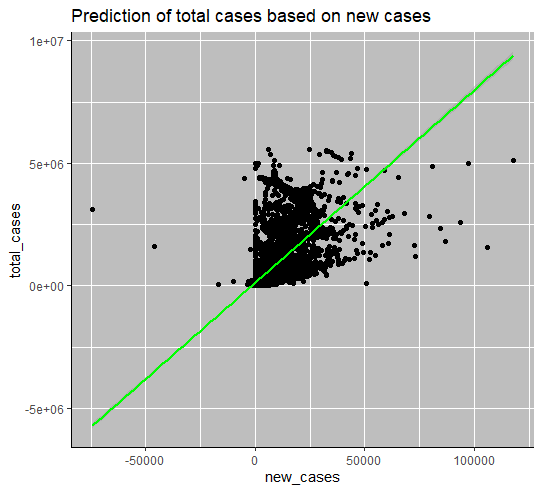 Prediction of total cases based on new cases
1e+07
5e+06
0e+00
-5e+06
total_cases
-50000
0
50000
100000
new_cases